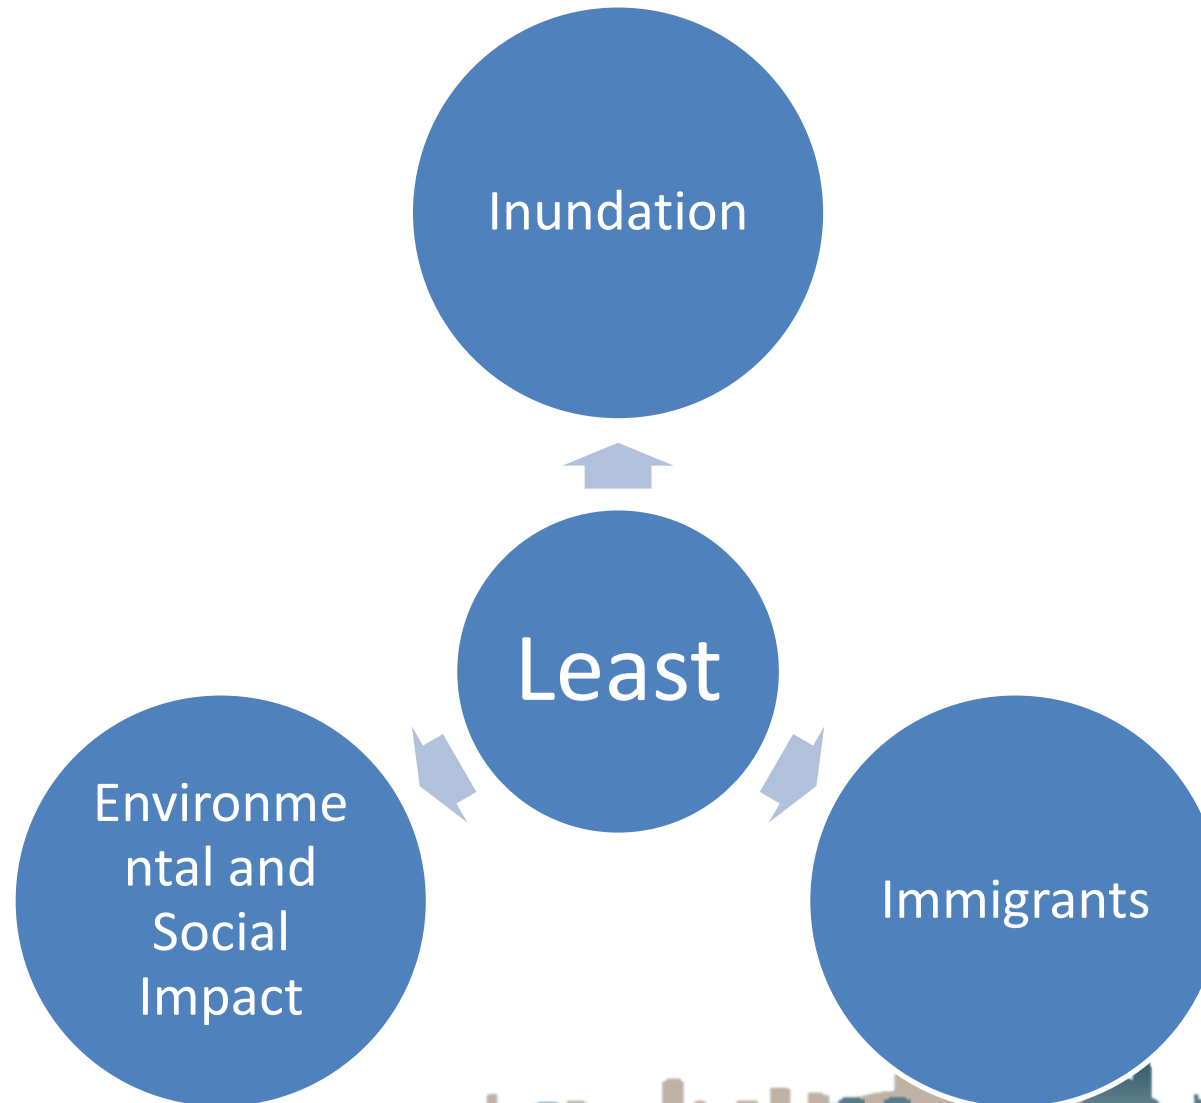 Inundation
Least
Environme
ntal and
Social
Impact
Immigrants